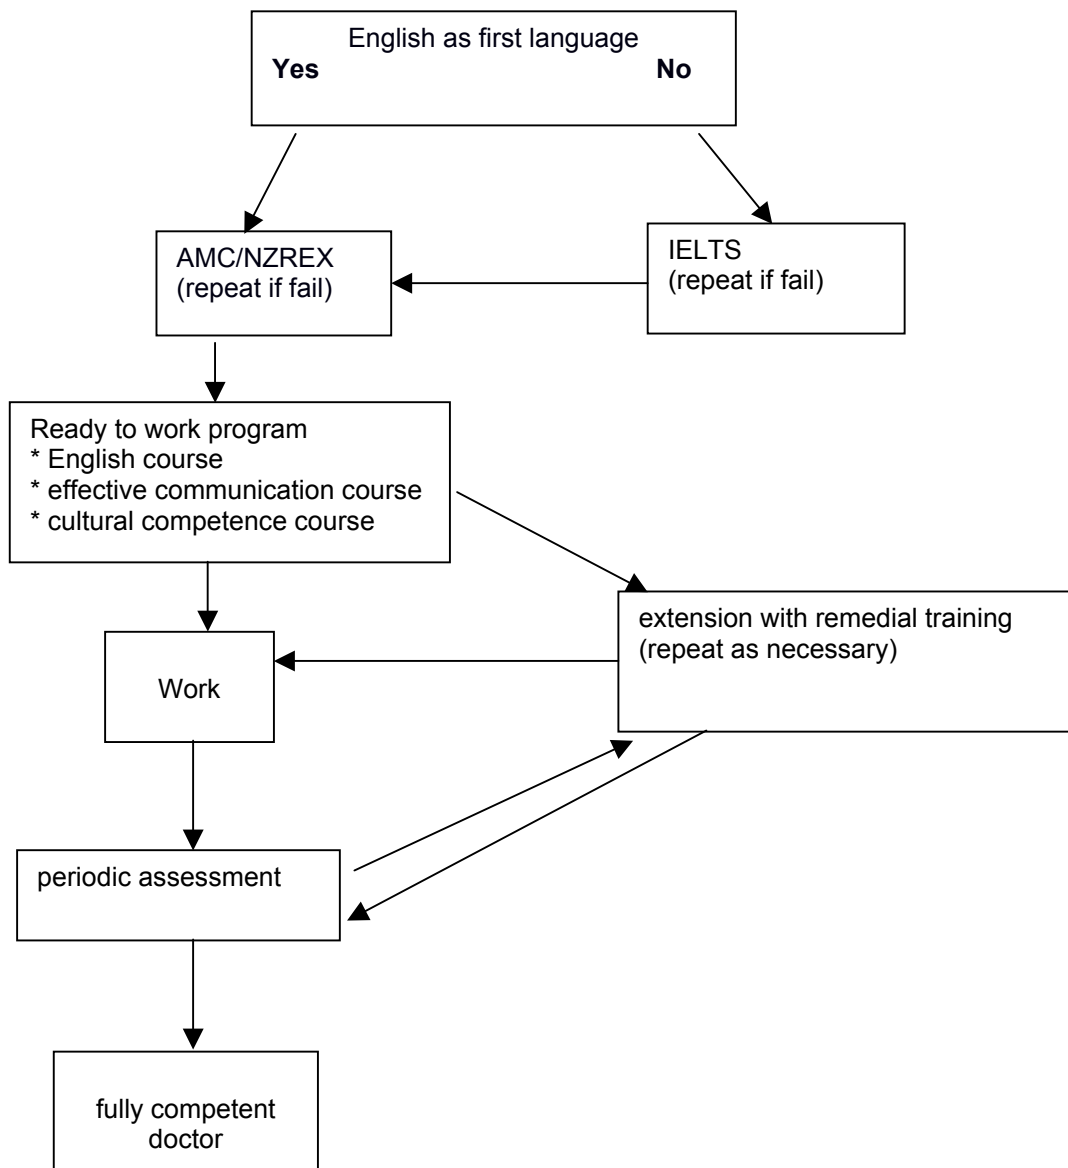 English as first language
Yes No
AMC/NZREX
(repeat if fail)
IELTS
(repeat if fail)
Ready to work program
* English course
* effective communication course
* cultural competence course
extension with remedial training
(repeat as necessary)
Work
periodic assessment
fully competent
doctor